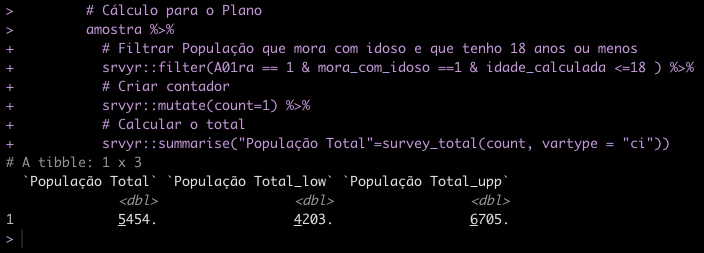 >         # Cálculo para o Plano
>         amostra %>%
+           # Filtrar População que mora com idoso e que tenho 18 anos ou menos
+           srvyr::filter(A01ra == 1 & mora_com_idoso ==1 & idade_calculada <=18 ) %>%
+           # Criar contador
+           srvyr::mutate(count=1) %>%
+           # Calcular o total
+           srvyr::summarise("População Total"=survey_total(count, vartype = "ci"))
# A tibble: 1 x 3
  `População Total` `População Total_low` `População Total_upp`
              <dbl>                 <dbl>                 <dbl>
1             5454.                 4203.                 6705.
>